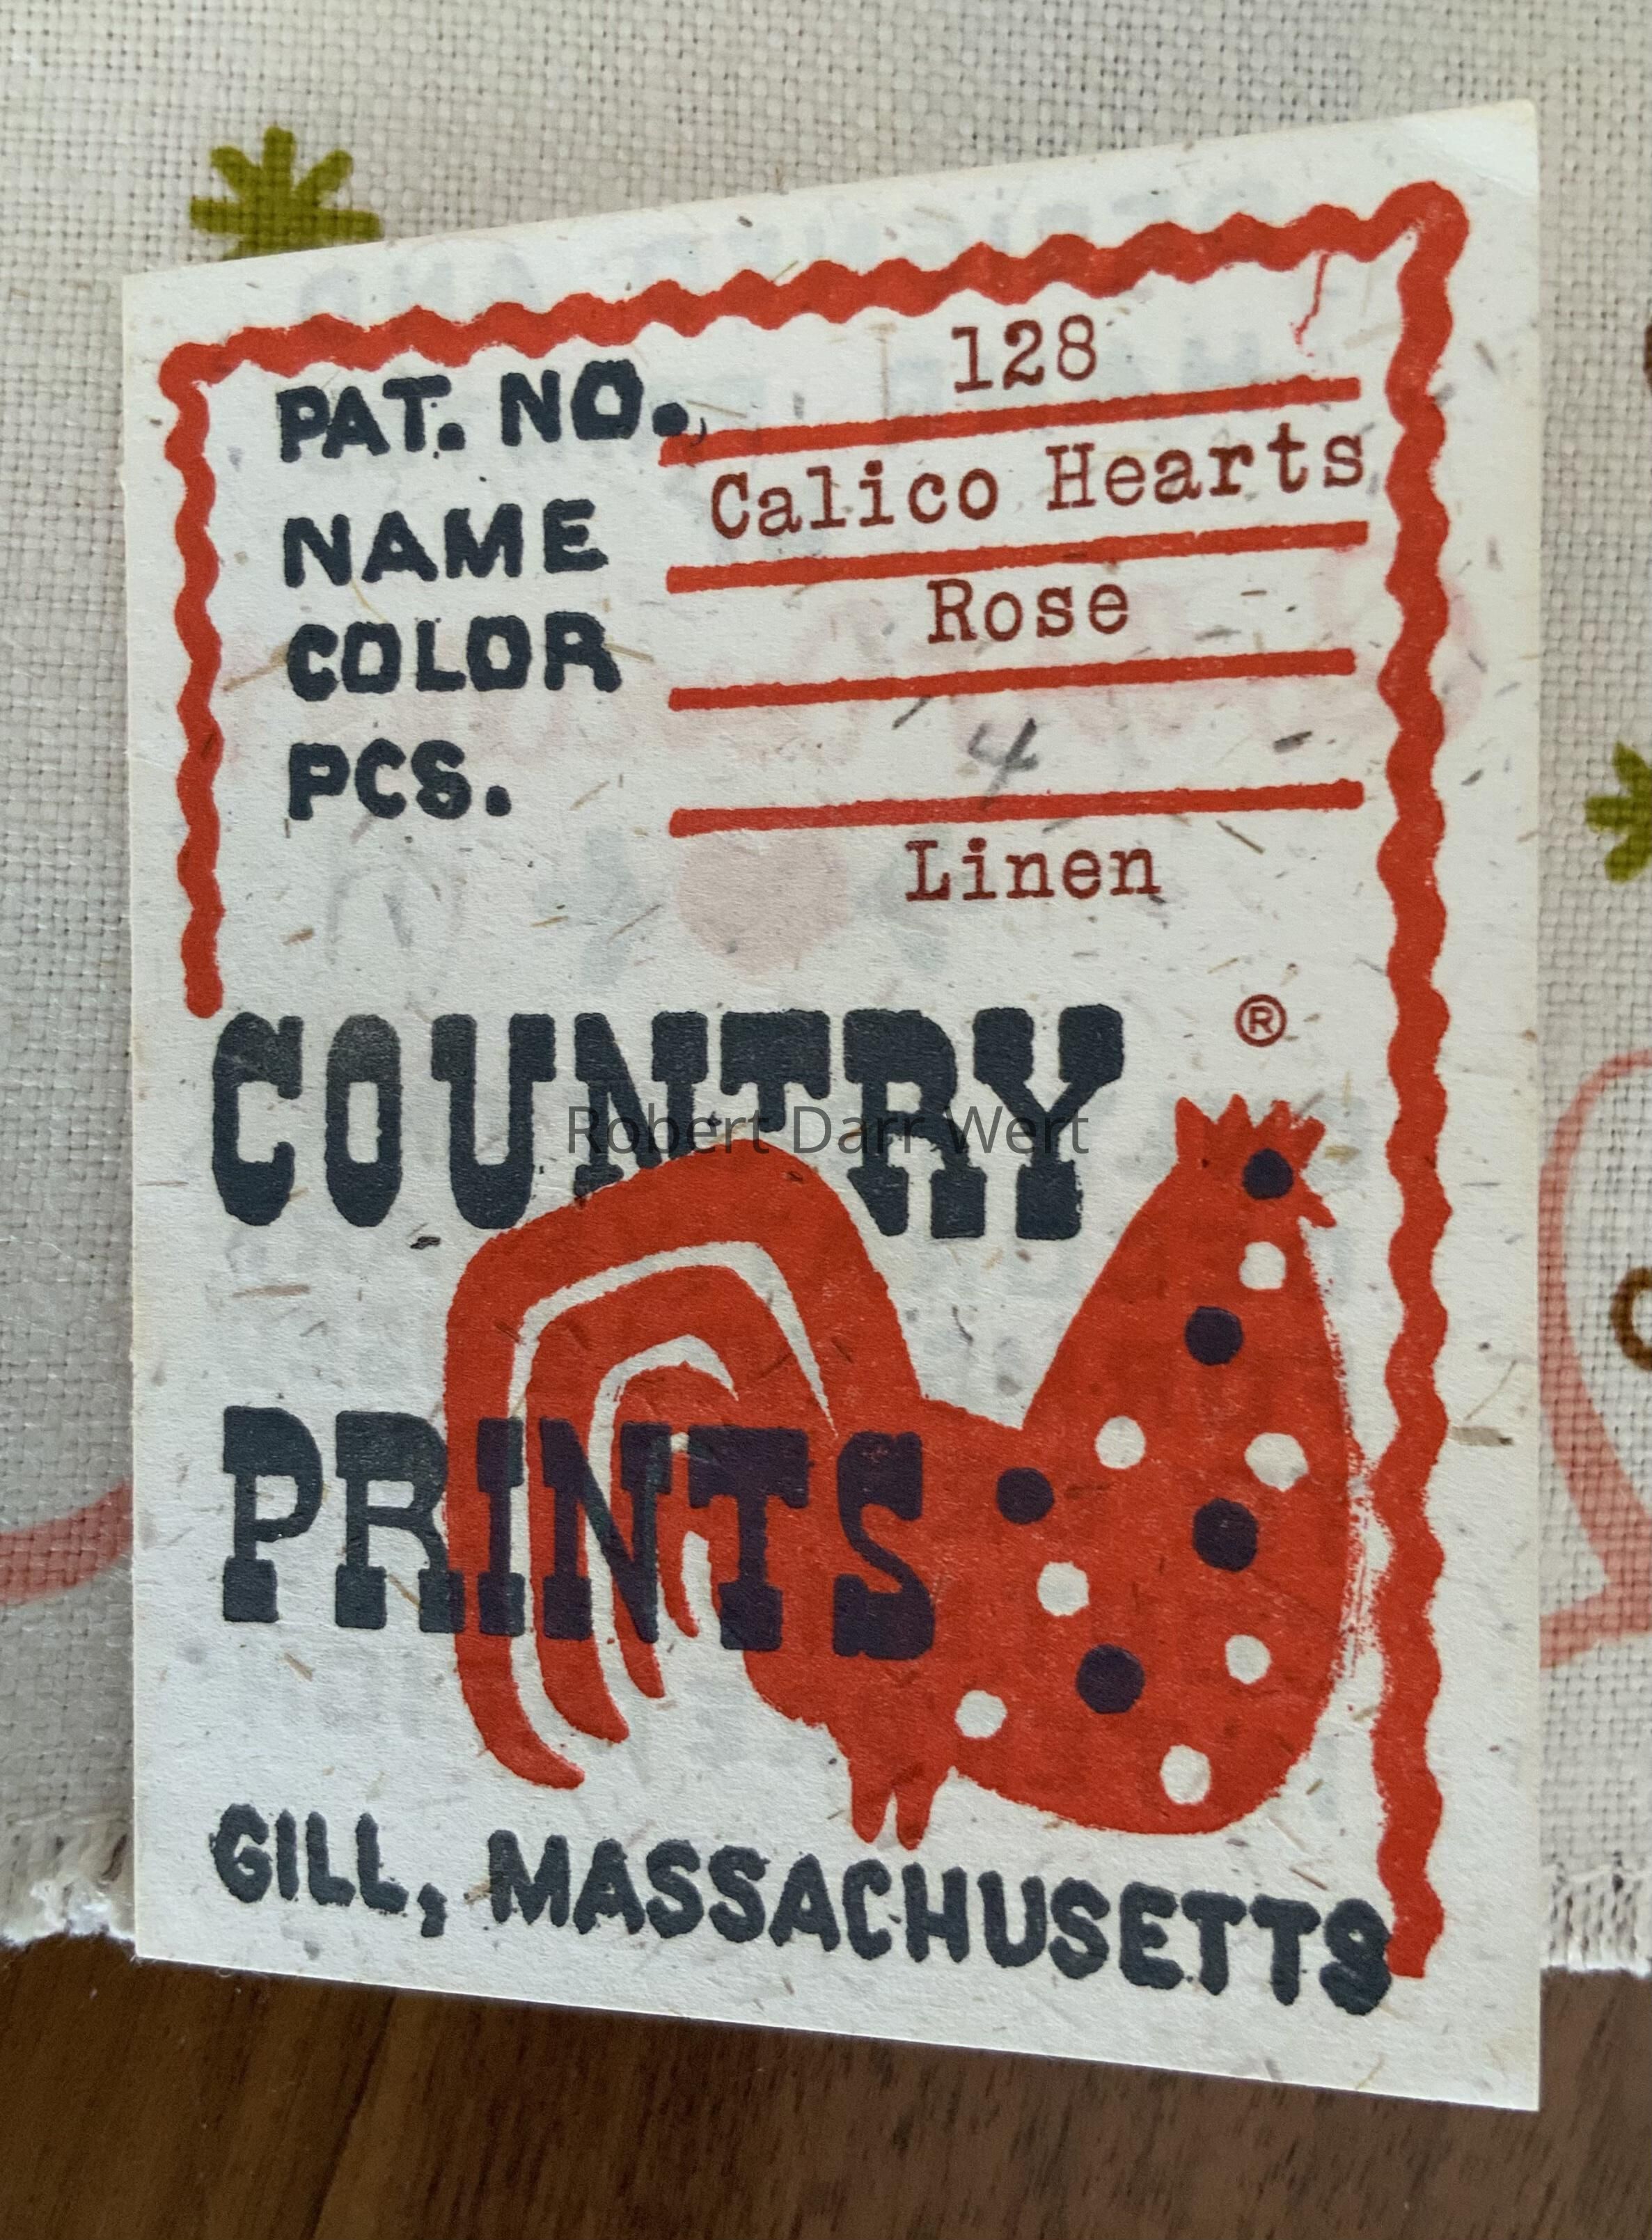 PAT. NO. 128
NAME Calico Hearts
COLOR Rose
PCS. 4
Linen
COUNTRY ®
Robert Darr Wert
PRINTS
GILL, MASSACHUSETTS